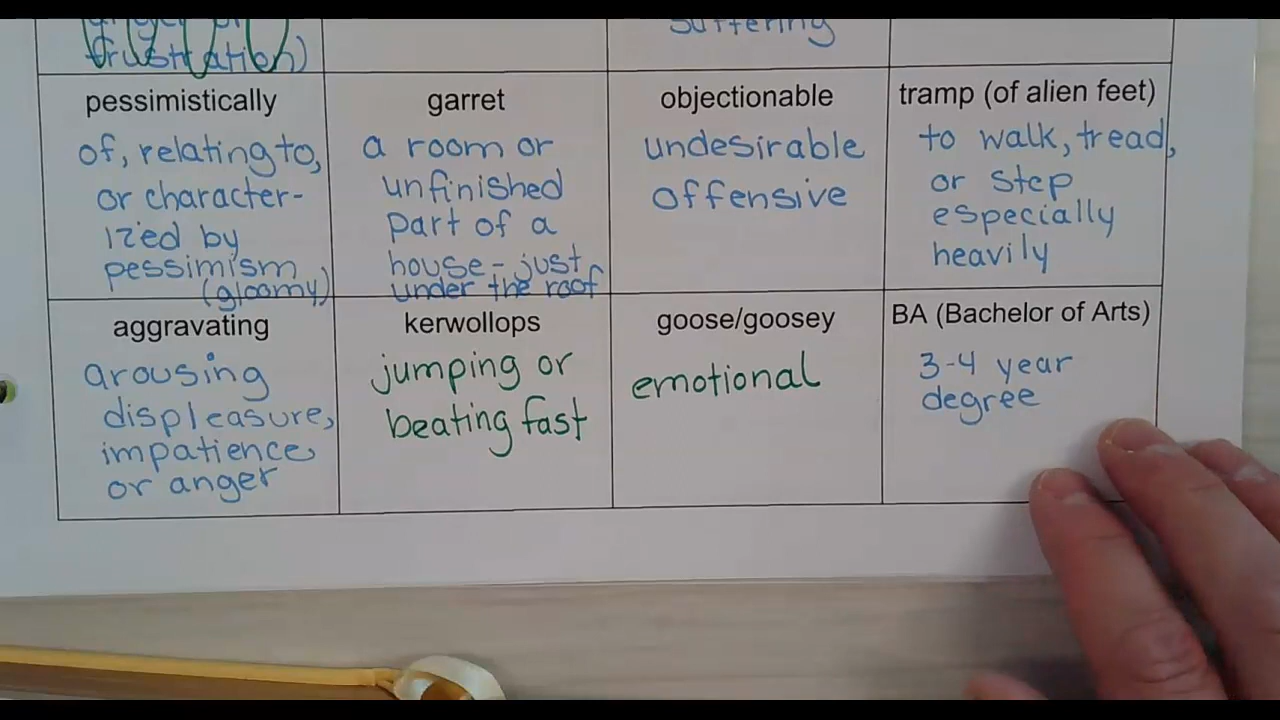 frustration)
suffering
pessimistically
of, relating to,
or character-
ized by
pessimism
(gloomy)
garret
a room or
unfinished
part of a
house - just
under the roof
objectionable
undesirable
offensive
tramp (of alien feet)
to walk, tread,
or step
especially
heavily
aggravating
arousing
displeasure,
impatience
or anger
kerwollops
jumping or
beating fast
goose/goosey
emotional
BA (Bachelor of Arts)
3-4 year
degree